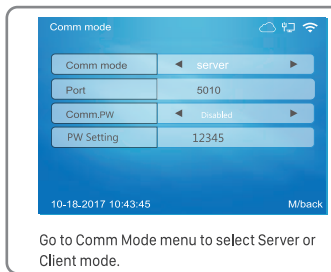 Comm mode
Comm mode ◄ server ►
Port 5010
Comm.PW ◄ Disabled ►
PW Setting 12345
10-18-2017 10:43:45 M/back
Go to Comm Mode menu to select Server or
Client mode.